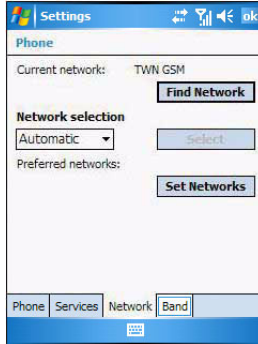 Settings
ok
Phone
Current network: TWN GSM
Find Network
Network selection
Automatic Select
Preferred networks:
Set Networks
Phone Services Network Band